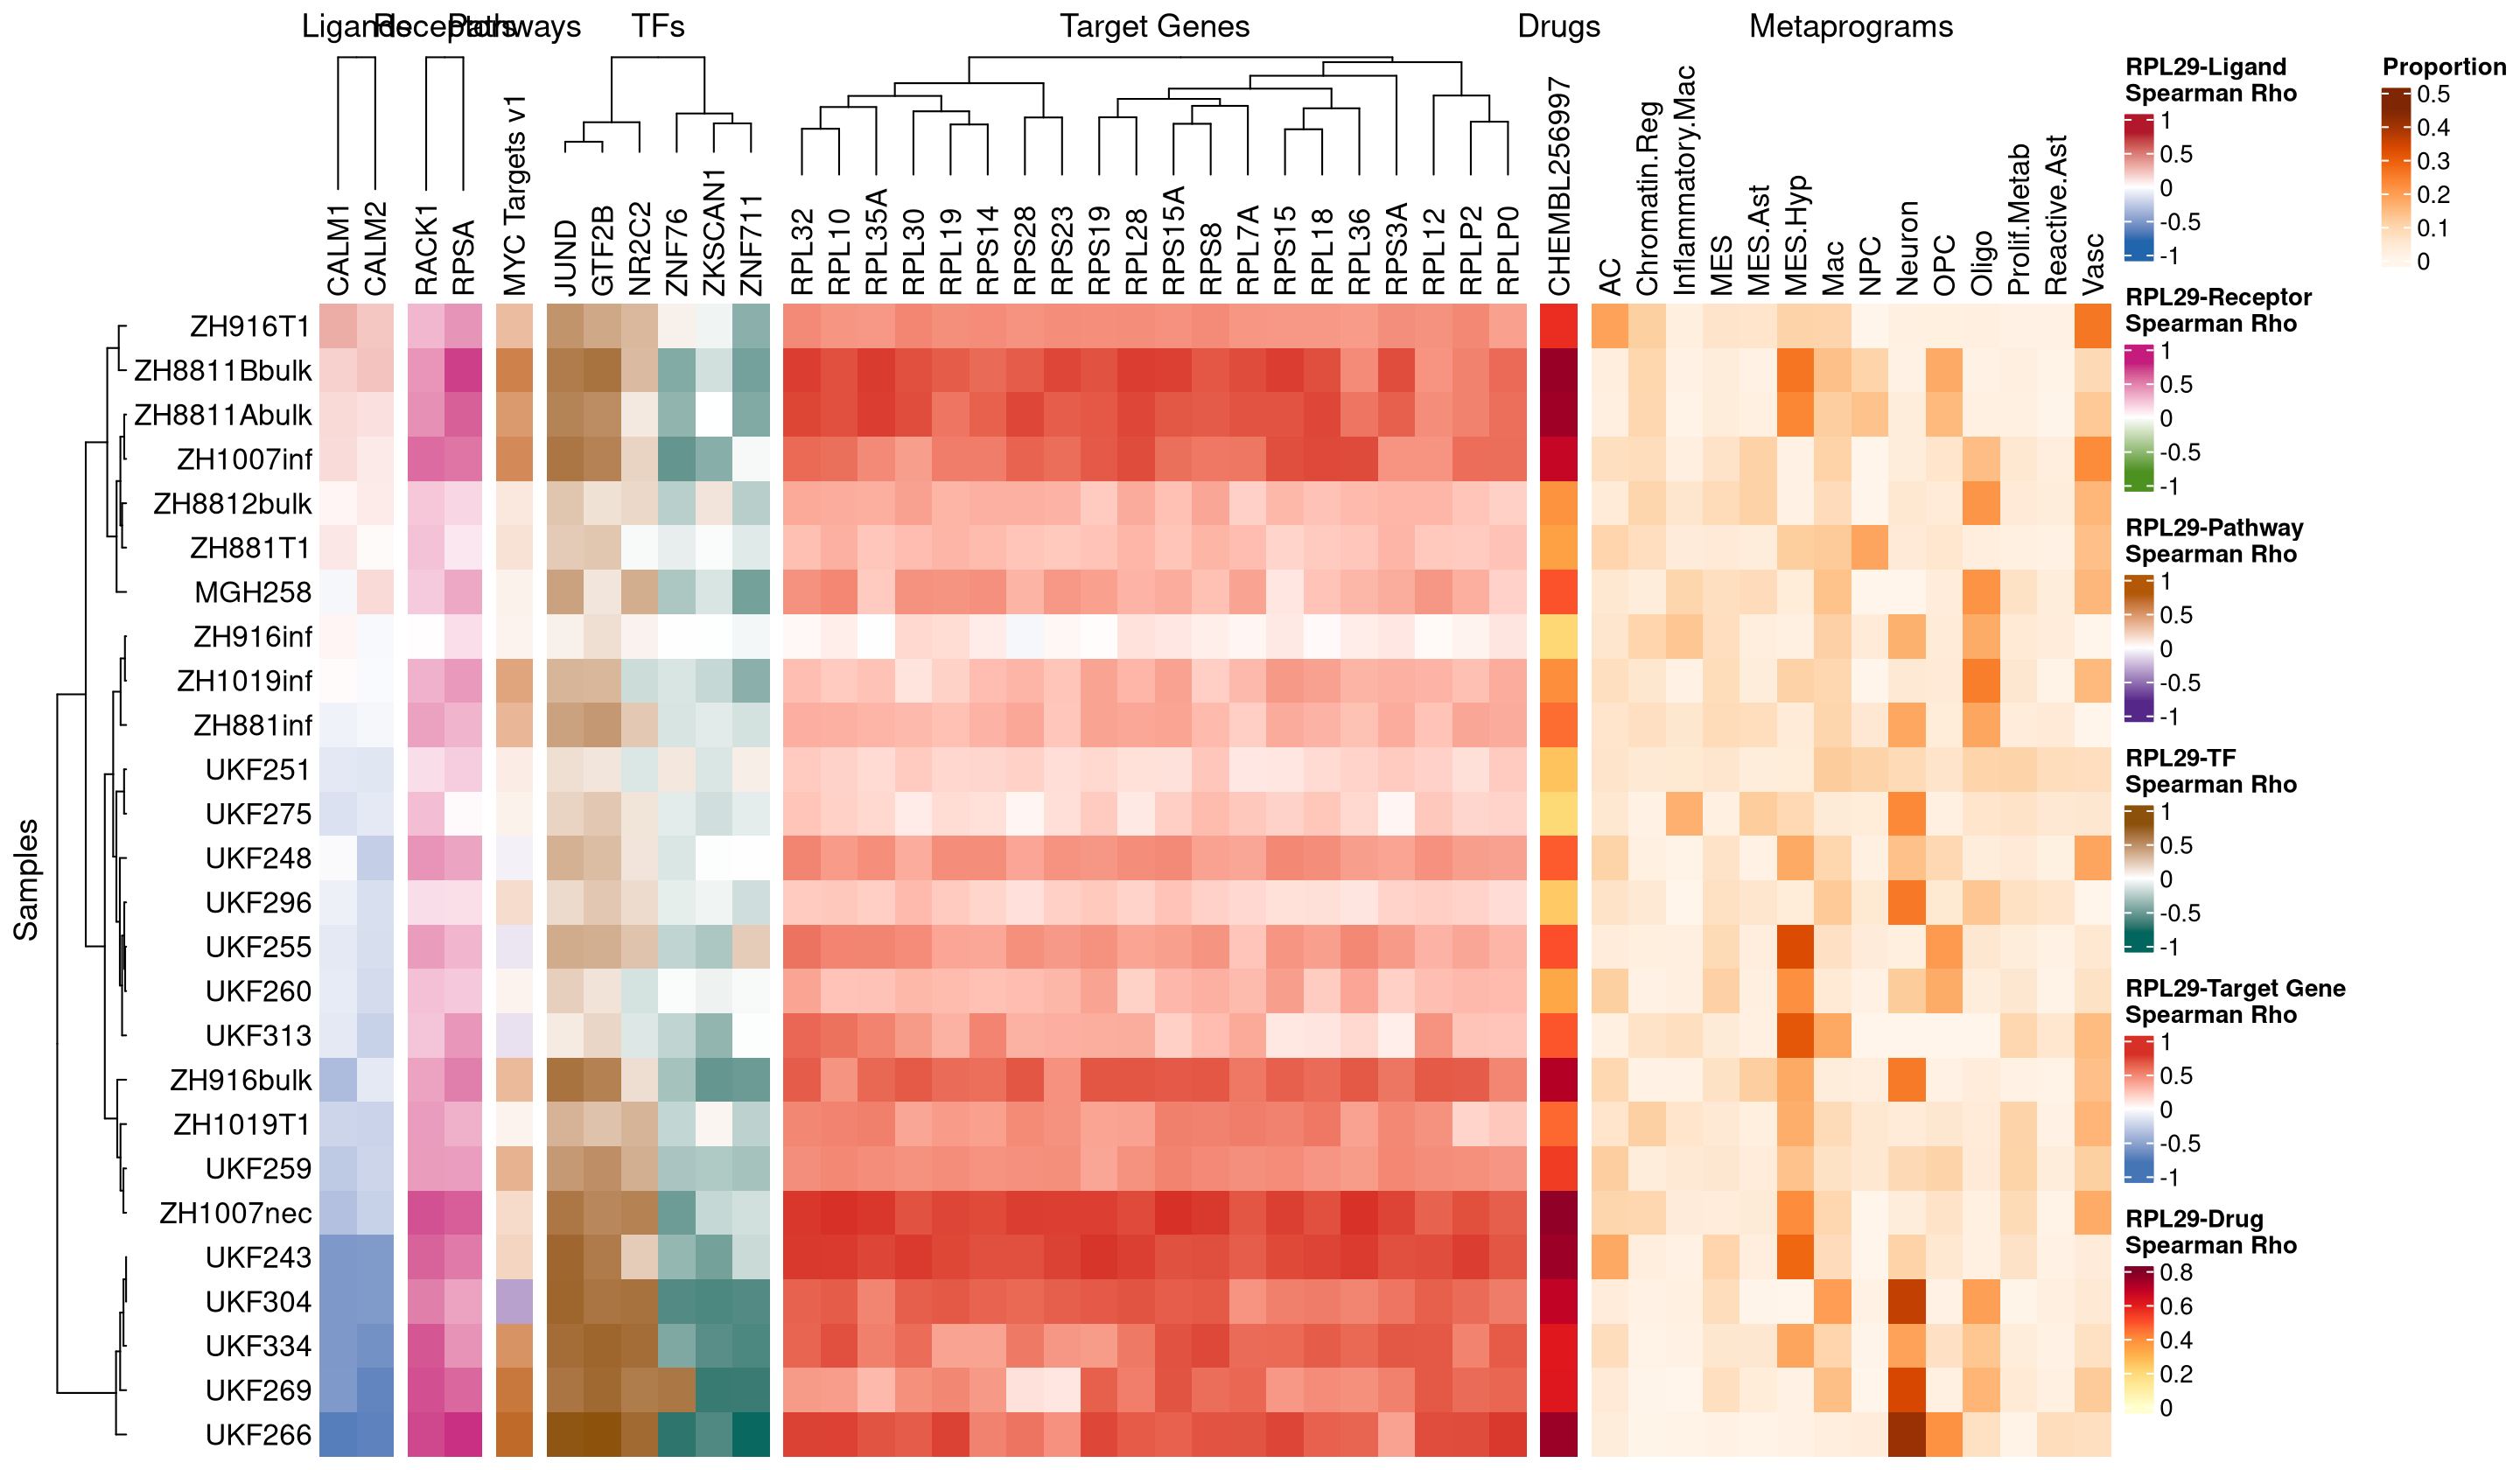 Ligands Receptors Pathways TFs Target Genes Drugs Metaprograms
CALM1
CALM2
RACK1
RPSA
MYC Targets v1
JUND
GTF2B
NR2C2
ZNF76
ZKSCAN1
ZNF711
RPL32
RPL10
RPL35A
RPL30
RPL19
RPS14
RPS28
RPS23
RPS19
RPL28
RPS15A
RPS8
RPL7A
RPS15
RPL18
RPL36
RPS3A
RPL12
RPLP2
RPLP0
CHEMBL2256997
AC
Chromatin.Reg
Inflammatory.Mac
MES
MES.Ast
MES.Hyp
Mac
NPC
Neuron
OPC
Oligo
Prolif.Metab
Reactive.Ast
Vasc
Samples
ZH916T1
ZH8811Bbulk
ZH8811Abulk
ZH1007inf
ZH8812bulk
ZH881T1
MGH258
ZH916inf
ZH1019inf
ZH881inf
UKF251
UKF275
UKF248
UKF296
UKF255
UKF260
UKF313
ZH916bulk
ZH1019T1
UKF259
ZH1007nec
UKF243
UKF304
UKF334
UKF269
UKF266
RPL29-Ligand
Spearman Rho
1
0.5
0
-0.5
-1
RPL29-Receptor
Spearman Rho
1
0.5
0
-0.5
-1
RPL29-Pathway
Spearman Rho
1
0.5
0
-0.5
-1
RPL29-TF
Spearman Rho
1
0.5
0
-0.5
-1
RPL29-Target Gene
Spearman Rho
1
0.5
0
-0.5
-1
RPL29-Drug
Spearman Rho
0.8
0.6
0.4
0.2
0
Proportion
0.5
0.4
0.3
0.2
0.1
0